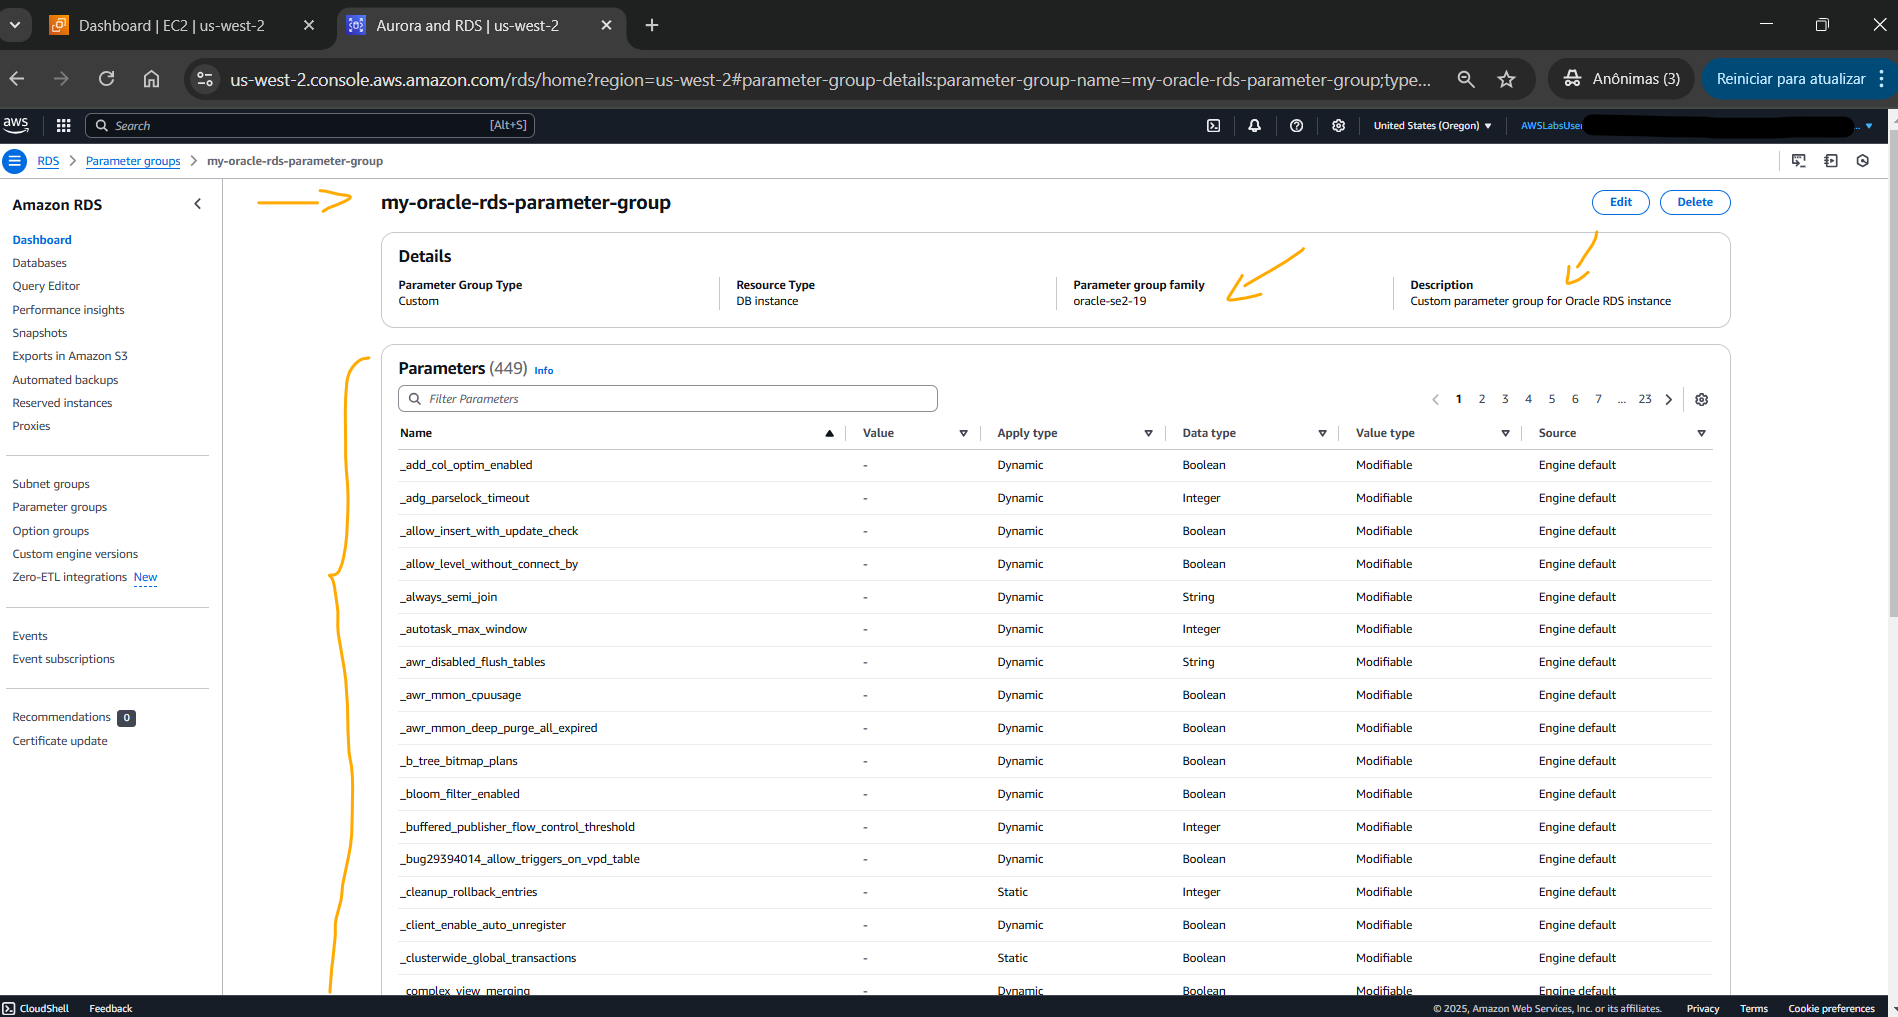 Dashboard | EC2 | us-west-2
Aurora and RDS | us-west-2
us-west-2.console.aws.amazon.com/rds/home?region=us-west-2#parameter-group-details:parameter-group-name=my-oracle-rds-parameter-group;type...
Anônimas (3)
Reiniciar para atualizar
aws
Search [Alt+S]
United States (Oregon)
AWSLabsUser
RDS > Parameter groups > my-oracle-rds-parameter-group
Amazon RDS
Dashboard
Databases
Query Editor
Performance insights
Snapshots
Exports in Amazon S3
Automated backups
Reserved instances
Proxies
Subnet groups
Parameter groups
Option groups
Custom engine versions
Zero-ETL integrations New
Events
Event subscriptions
Recommendations 0
Certificate update
my-oracle-rds-parameter-group
Edit Delete
Details
Parameter Group Type
Custom
Resource Type
DB instance
Parameter group family
oracle-se2-19
Description
Custom parameter group for Oracle RDS instance
Parameters (449) Info
Filter Parameters
1 2 3 4 5 6 7 ... 23
Name Value Apply type Data type Value type Source
_add_col_optim_enabled - Dynamic Boolean Modifiable Engine default
_adg_parselock_timeout - Dynamic Integer Modifiable Engine default
_allow_insert_with_update_check - Dynamic Boolean Modifiable Engine default
_allow_level_without_connect_by - Dynamic Boolean Modifiable Engine default
_always_semi_join - Dynamic String Modifiable Engine default
_autotask_max_window - Dynamic Integer Modifiable Engine default
_awr_disabled_flush_tables - Dynamic String Modifiable Engine default
_awr_mmon_cpuusage - Dynamic Boolean Modifiable Engine default
_awr_mmon_deep_purge_all_expired - Dynamic Boolean Modifiable Engine default
_b_tree_bitmap_plans - Dynamic Boolean Modifiable Engine default
_bloom_filter_enabled - Dynamic Boolean Modifiable Engine default
_buffered_publisher_flow_control_threshold - Dynamic Integer Modifiable Engine default
_bug29394014_allow_triggers_on_vpd_table - Dynamic Boolean Modifiable Engine default
_cleanup_rollback_entries - Static Integer Modifiable Engine default
_client_enable_auto_unregister - Dynamic Boolean Modifiable Engine default
_clusterwide_global_transactions - Static Boolean Modifiable Engine default
_complex_view_merging - Dynamic Boolean Modifiable Engine default
CloudShell Feedback
© 2025, Amazon Web Services, Inc. or its affiliates. Privacy Terms Cookie preferences